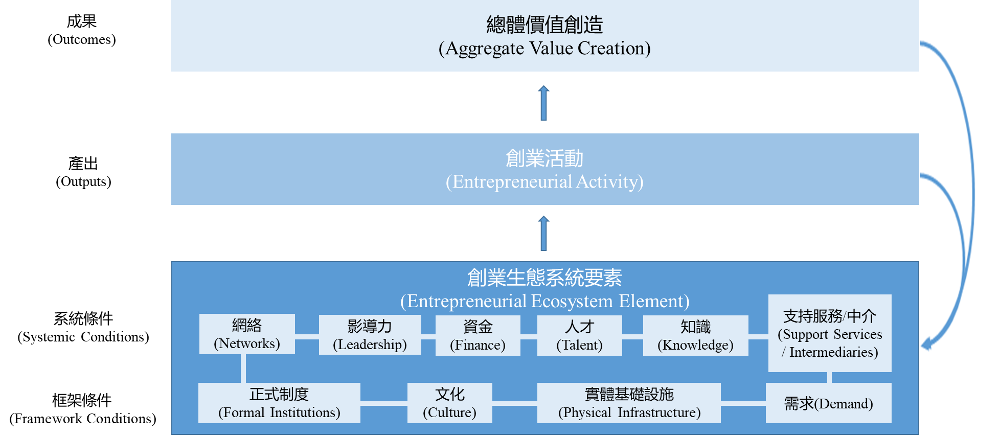 成果
(Outcomes)
總體價值創造
(Aggregate Value Creation)
產出
(Outputs)
創業活動
(Entrepreneurial Activity)
創業生態系統要素
(Entrepreneurial Ecosystem Element)
系統條件
(Systemic Conditions)
網絡
(Networks)
影導力
(Leadership)
資金
(Finance)
人才
(Talent)
知識
(Knowledge)
支持服務/中介
(Support Services
/ Intermediaries)
框架條件
(Framework Conditions)
正式制度
(Formal Institutions)
文化
(Culture)
實體基礎設施
(Physical Infrastructure)
需求(Demand)